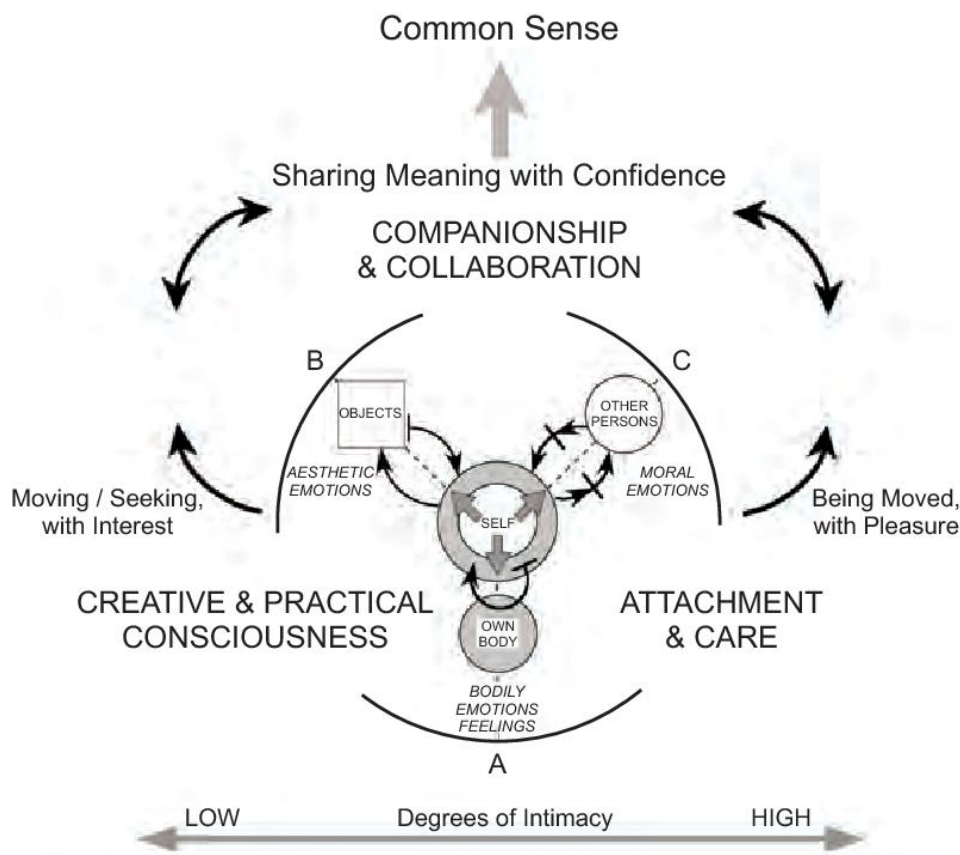 Common Sense
Sharing Meaning with Confidence
COMPANIONSHIP
& COLLABORATION
B
C
OBJECTS
OTHER
PERSONS
AESTHETIC
EMOTIONS
MORAL
EMOTIONS
Moving / Seeking,
with Interest
Being Moved,
with Pleasure
SELF
CREATIVE & PRACTICAL
CONSCIOUSNESS
ATTACHMENT
& CARE
OWN
BODY
BODILY
EMOTIONS
FEELINGS
A
LOW
Degrees of Intimacy
HIGH